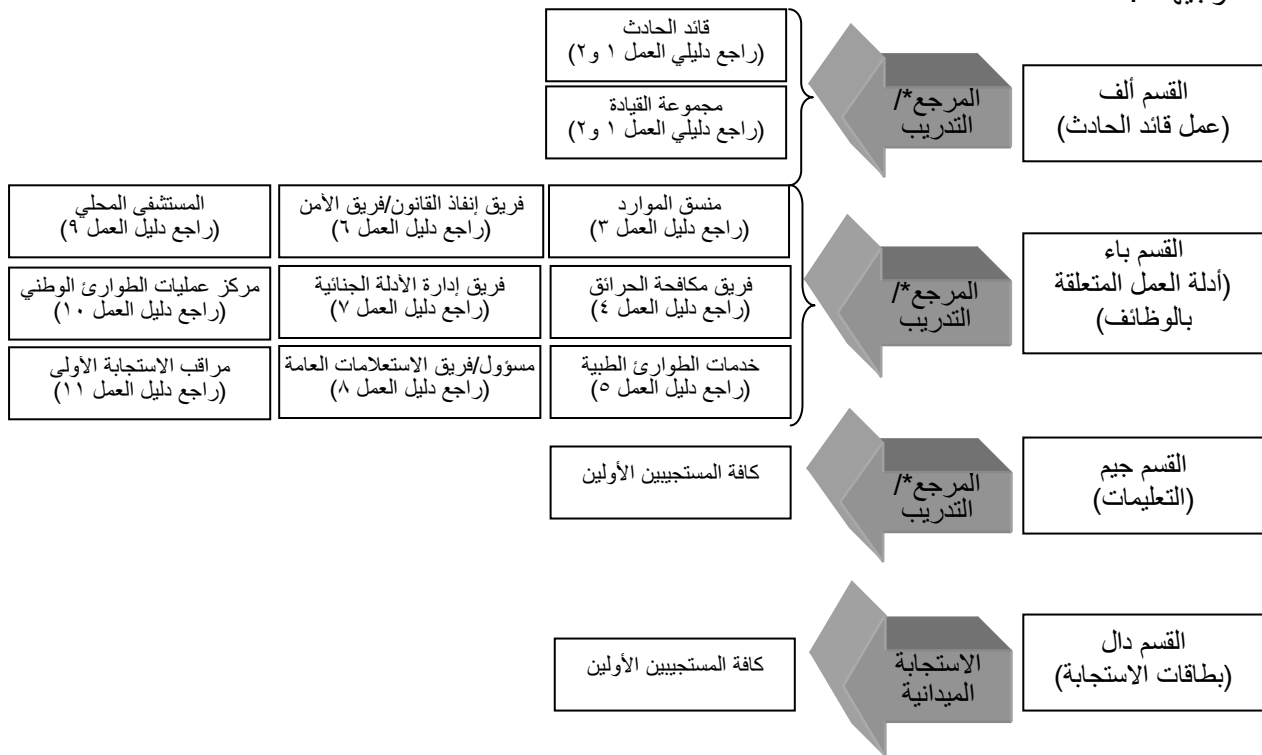 القسم ألف
(عمل قائد الحادث)
المرجع*/
التدريب
قائد الحادث
(راجع دليلي العمل ١ و٢)
مجموعة القيادة
(راجع دليلي العمل ١ و٢)
القسم باء
(أدلة العمل المتعلقة
بالوظائف)
المرجع*/
التدريب
منسق الموارد
(راجع دليل العمل ٣)
فريق إنفاذ القانون/فريق الأمن
(راجع دليل العمل ٦)
المستشفى المحلي
(راجع دليل العمل ٩)
فريق مكافحة الحرائق
(راجع دليل العمل ٤)
فريق إدارة الأدلة الجنائية
(راجع دليل العمل ٧)
مركز عمليات الطوارئ الوطني
(راجع دليل العمل ١٠)
خدمات الطوارئ الطبية
(راجع دليل العمل ٥)
مسؤول/فريق الاستعلامات العامة
(راجع دليل العمل ٨)
مراقب الاستجابة الأولى
(راجع دليل العمل ١١)
القسم جيم
(التعليمات)
المرجع*/
التدريب
كافة المستجيبين الأولين
القسم دال
(بطاقات الاستجابة)
الاستجابة
الميدانية
كافة المستجيبين الأولين